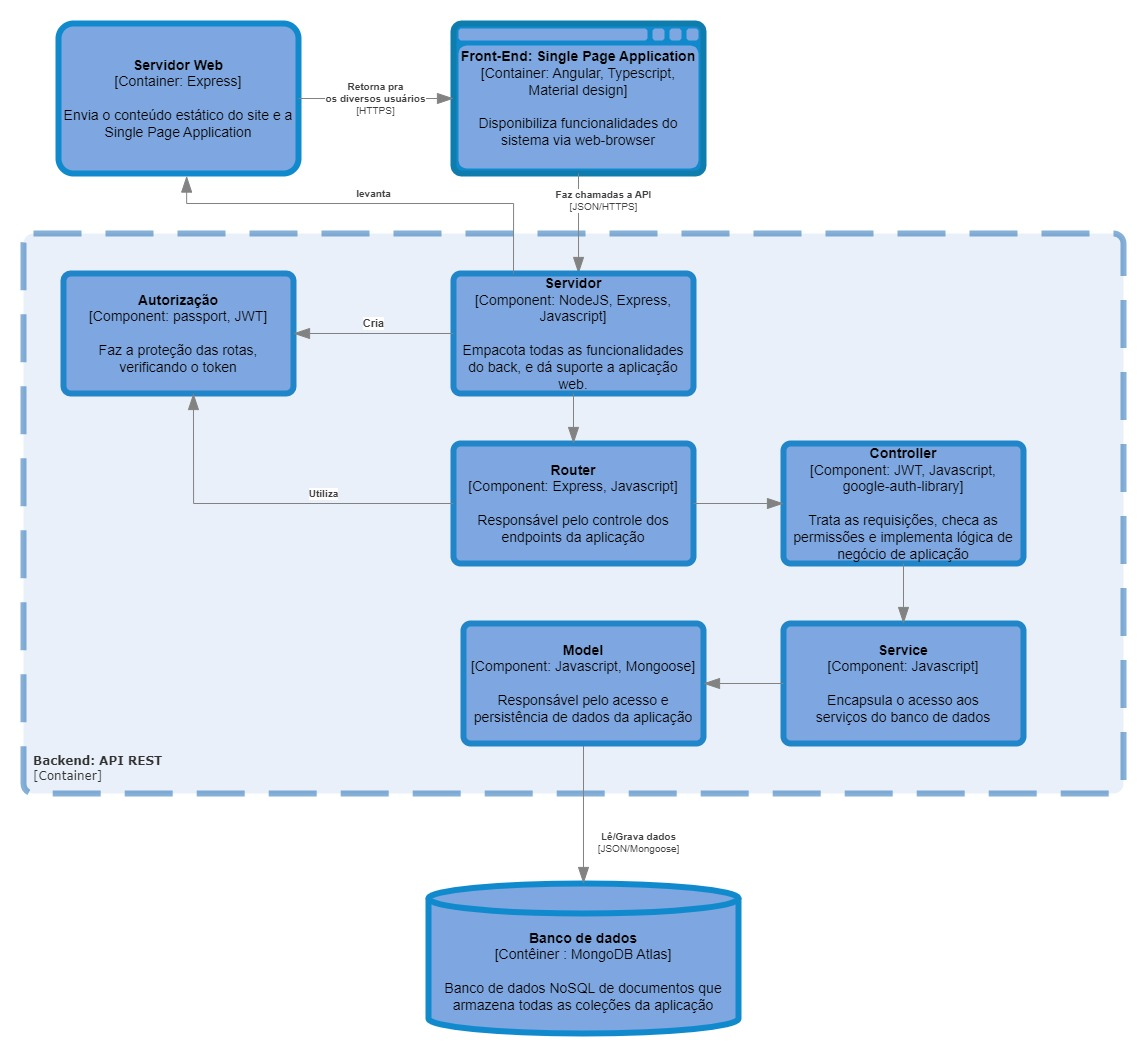 Servidor Web
[Container: Express]
Envia o conteúdo estático do site e a
Single Page Application
Retorna pra
os diversos usuários
[HTTPS]
Front-End: Single Page Application
[Container: Angular, Typescript,
Material design]
Disponibiliza funcionalidades do
sistema via web-browser
levanta
Faz chamadas a API
[JSON/HTTPS]
Autorização
[Component: passport, JWT]
Faz a proteção das rotas,
verificando o token
Cria
Servidor
[Component: NodeJS, Express,
Javascript]
Empacota todas as funcionalidades
do back, e dá suporte a aplicação
web.
Utiliza
Router
[Component: Express, Javascript]
Responsável pelo controle dos
endpoints da aplicação
Controller
[Component: JWT, Javascript,
google-auth-library]
Trata as requisições, checa as
permissões e implementa lógica de
negócio de aplicação
Model
[Component: Javascript, Mongoose]
Responsável pelo acesso e
persistência de dados da aplicação
Service
[Component: Javascript]
Encapsula o acesso aos
serviços do banco de dados
Backend: API REST
[Container]
Lê/Grava dados
[JSON/Mongoose]
Banco de dados
[Contêiner : MongoDB Atlas]
Banco de dados NoSQL de documentos que
armazena todas as coleções da aplicação